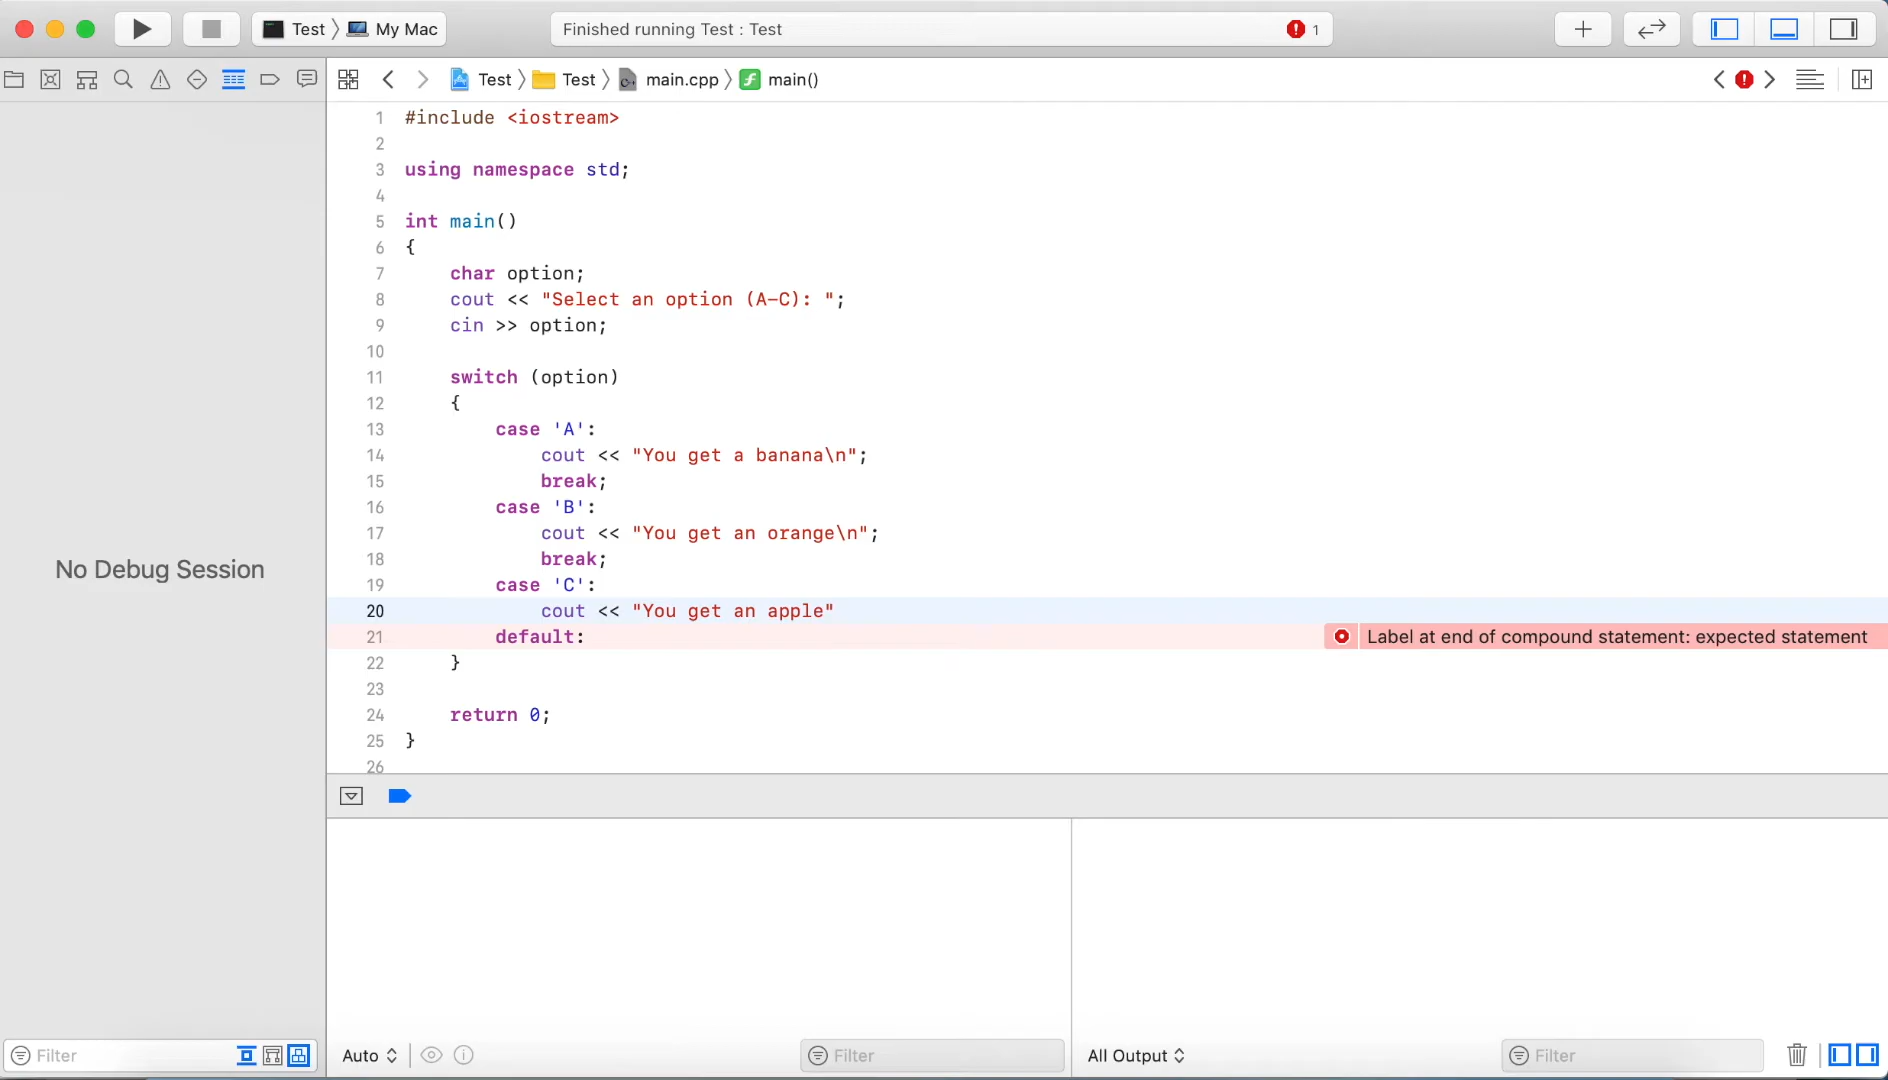 Test My Mac Finished running Test : Test 1
Test Test main.cpp main()
1 #include <iostream>
2
3 using namespace std;
4
5 int main()
6 {
7 char option;
8 cout << "Select an option (A-C): ";
9 cin >> option;
10
11 switch (option)
12 {
13 case 'A':
14 cout << "You get a banana\n";
15 break;
16 case 'B':
17 cout << "You get an orange\n";
18 break;
19 case 'C':
20 cout << "You get an apple"
21 default: Label at end of compound statement: expected statement
22 }
23
24 return 0;
25 }
26
No Debug Session
Filter Auto Filter All Output Filter